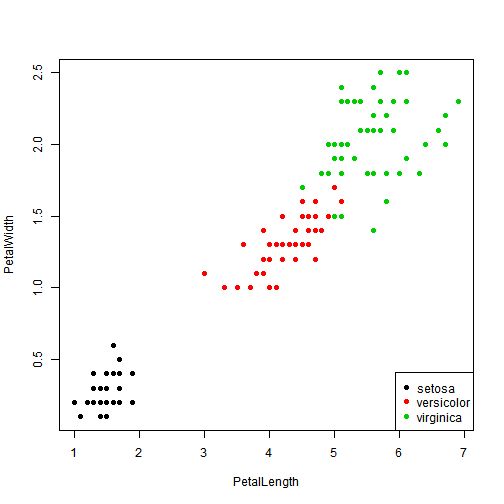 PetalWidth
2.5
2.0
1.5
1.0
0.5
setosa
versicolor
virginica
1 2 3 4 5 6 7
PetalLength